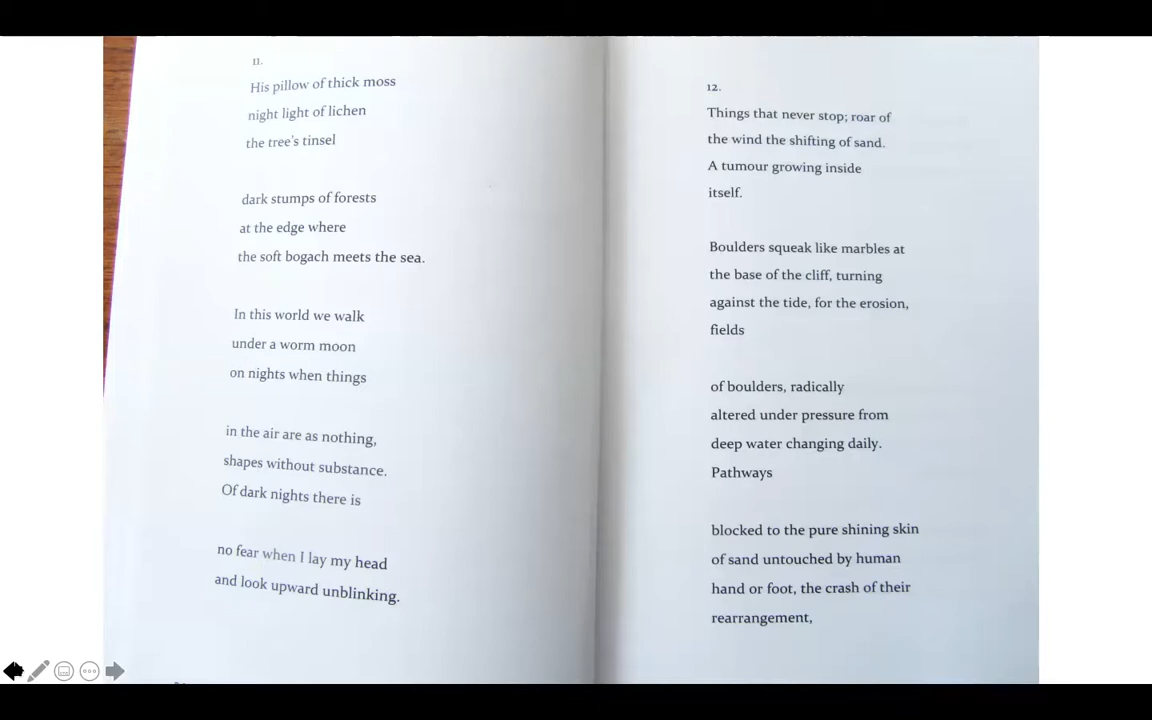 11.
His pillow of thick moss
night light of lichen
the tree's tinsel
dark stumps of forests
at the edge where
the soft bogach meets the sea.
In this world we walk
under a worm moon
on nights when things
in the air are as nothing,
shapes without substance.
Of dark nights there is
no fear when I lay my head
and look upward unblinking.
12.
Things that never stop; roar of
the wind the shifting of sand.
A tumour growing inside
itself.
Boulders squeak like marbles at
the base of the cliff, turning
against the tide, for the erosion,
fields
of boulders, radically
altered under pressure from
deep water changing daily.
Pathways
blocked to the pure shining skin
of sand untouched by human
hand or foot, the crash of their
rearrangement,